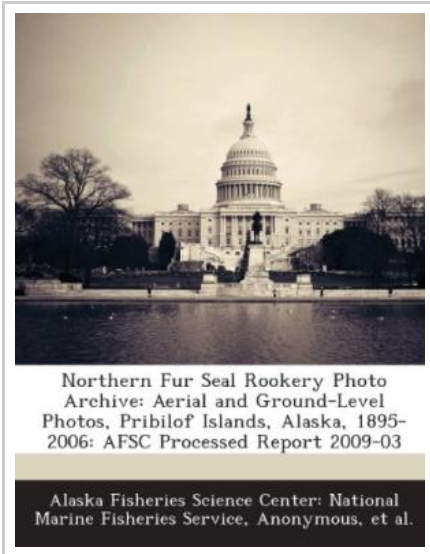 Northern Fur Seal Rookery Photo
Archive: Aerial and Ground-Level
Photos, Pribilof Islands, Alaska, 1895-
2006: AFSC Processed Report 2009-03
Alaska Fisheries Science Center: National
Marine Fisheries Service, Anonymous, et al.